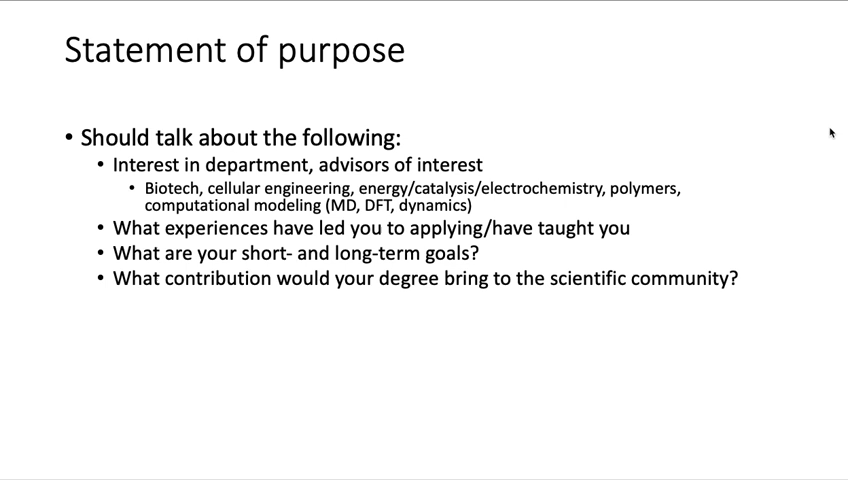 Statement of purpose
• Should talk about the following:
• Interest in department, advisors of interest
• Biotech, cellular engineering, energy/catalysis/electrochemistry, polymers,
computational modeling (MD, DFT, dynamics)
• What experiences have led you to applying/have taught you
• What are your short- and long-term goals?
• What contribution would your degree bring to the scientific community?